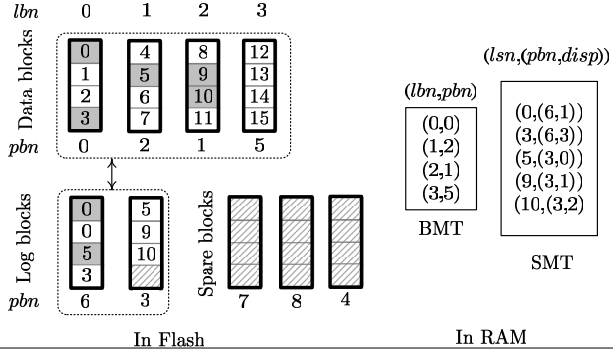 lbn 0 1 2 3
Data blocks
0 4 8 12
1 5 9 13
2 6 10 14
3 7 11 15
pbn 0 2 1 5
Log blocks
0 5
0 9
5 10
3
pbn 6 3
Spare blocks
7 8 4
In Flash
(lbn,pbn)
(0,0)
(1,2)
(2,1)
(3,5)
BMT
(lsn,(pbn,disp))
(0,(6,1))
(3,(6,3))
(5,(3,0))
(9,(3,1))
(10,(3,2)
SMT
In RAM